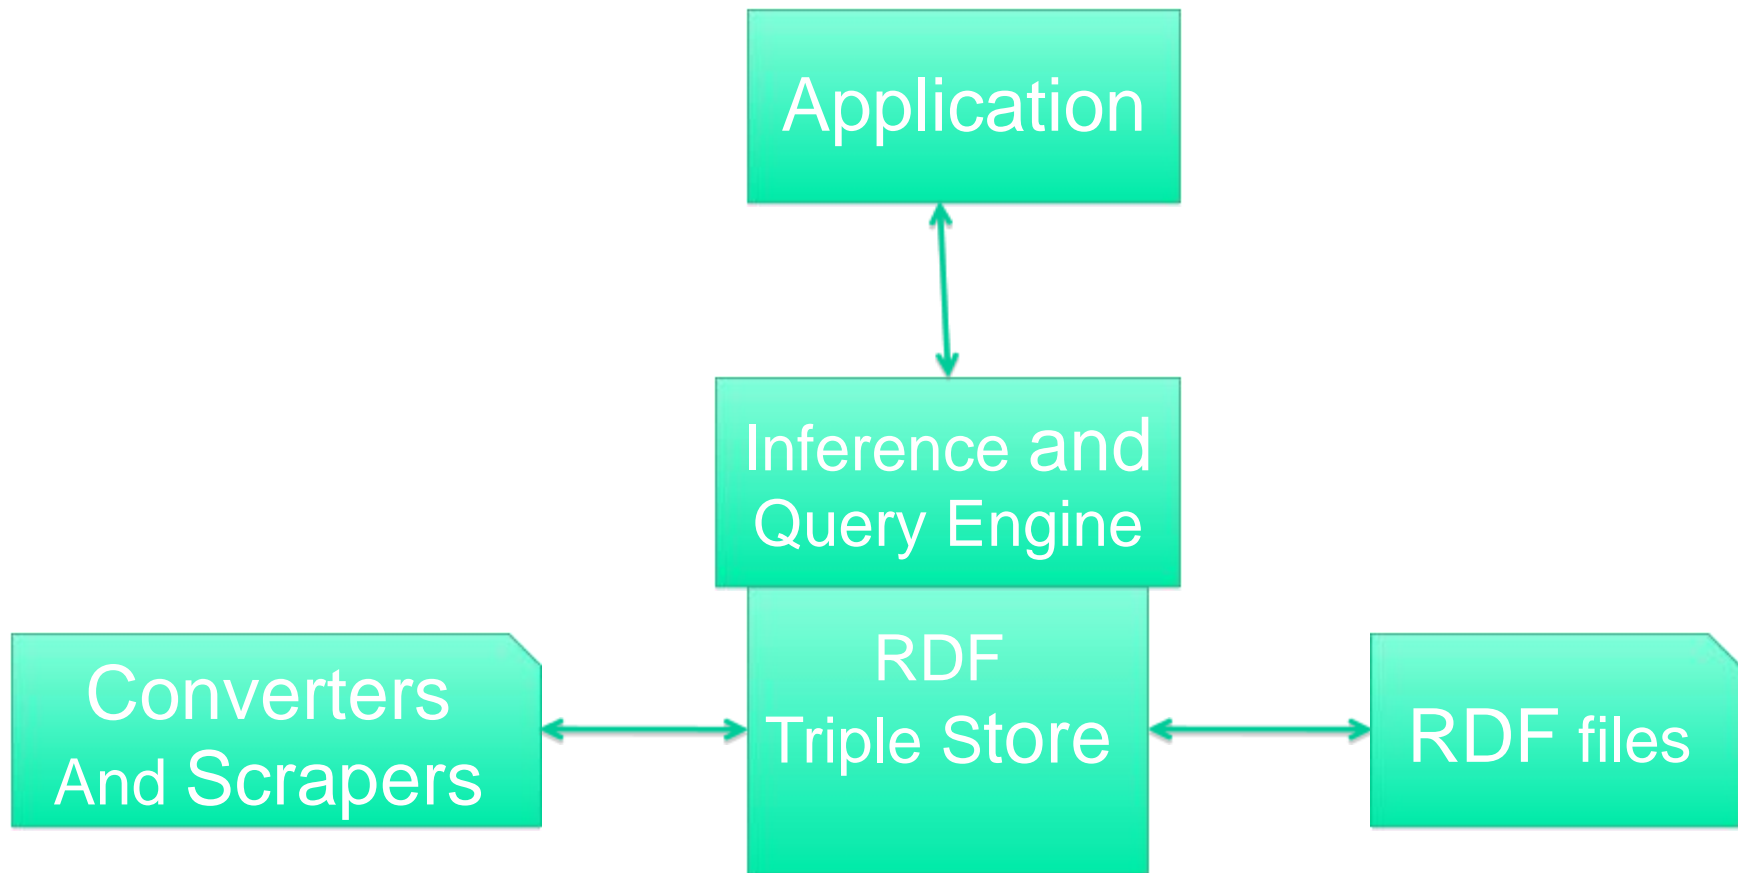 Application
Inference and
Query Engine
RDF
Triple Store
Converters
And Scrapers
RDF files